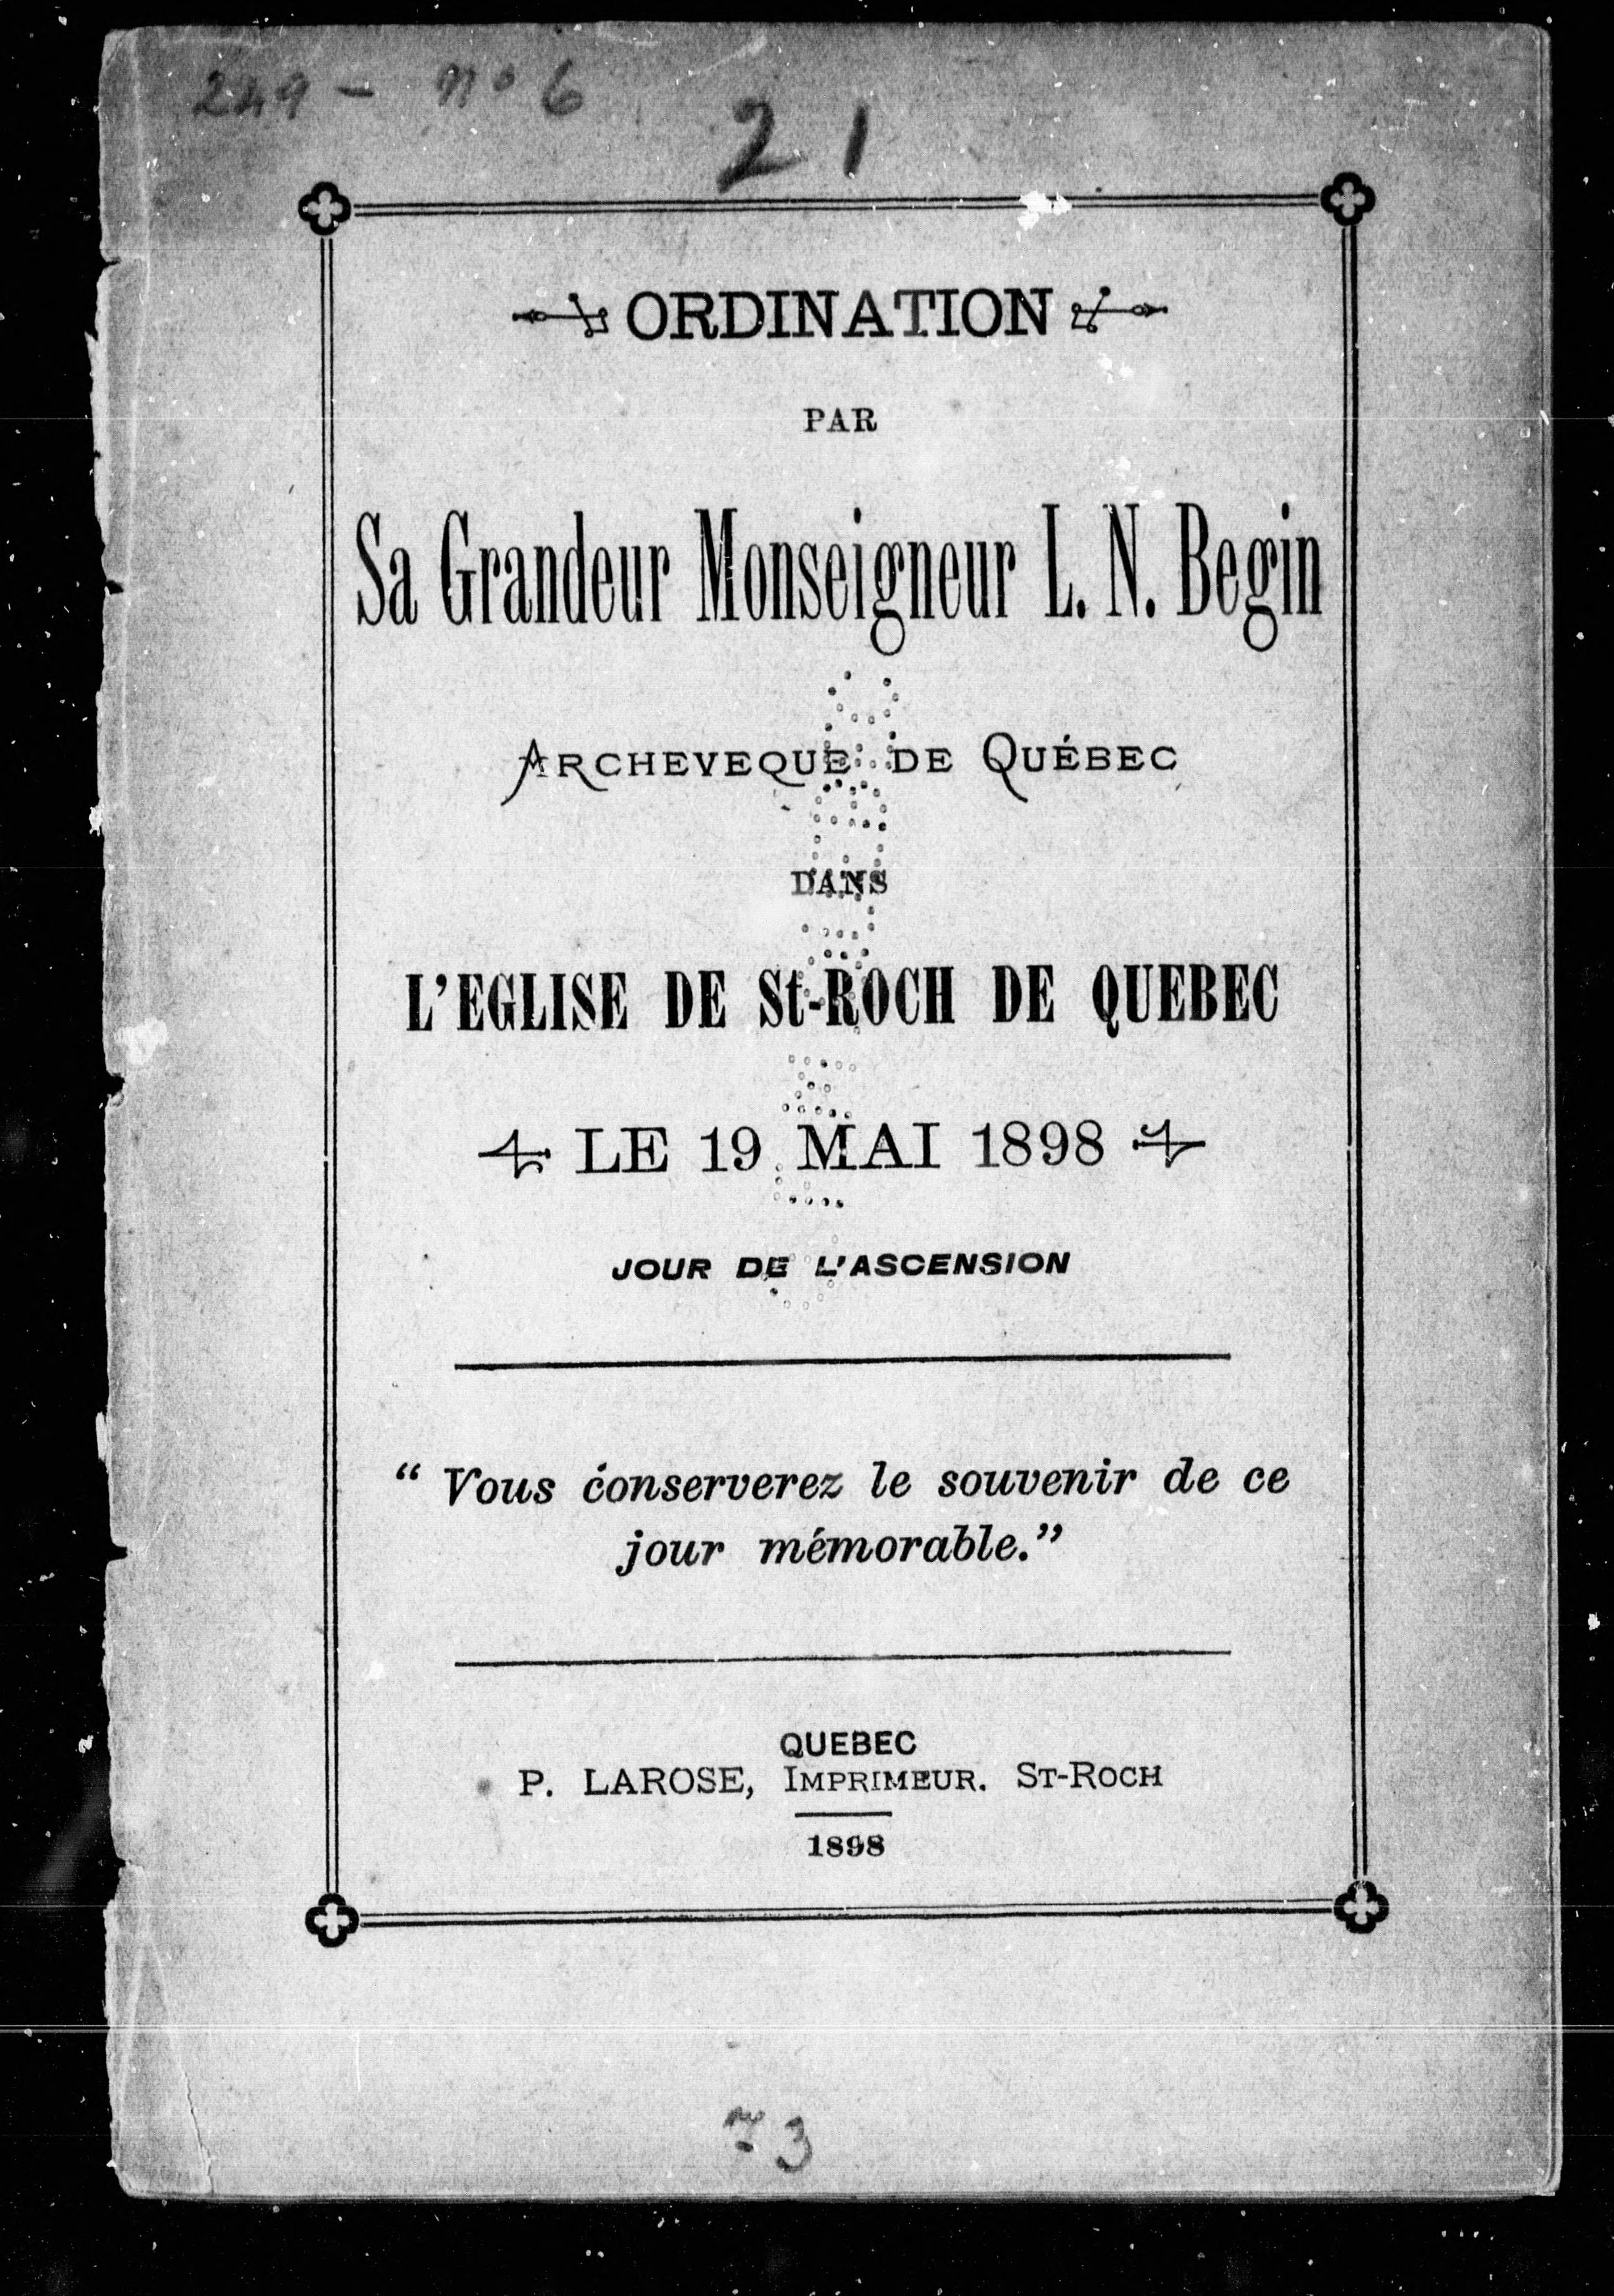 249 - no 6
21
ORDINATION
PAR
Sa Grandeur Monseigneur L. N. Begin
ARCHEVEQUE DE QUÉBEC
DANS
L'EGLISE DE St-ROCH DE QUEBEC
LE 19 MAI 1898
JOUR DE L'ASCENSION
“ Vous conserverez le souvenir de ce
jour mémorable.”
QUEBEC
P. LAROSE, IMPRIMEUR. ST-ROCH
1898
73